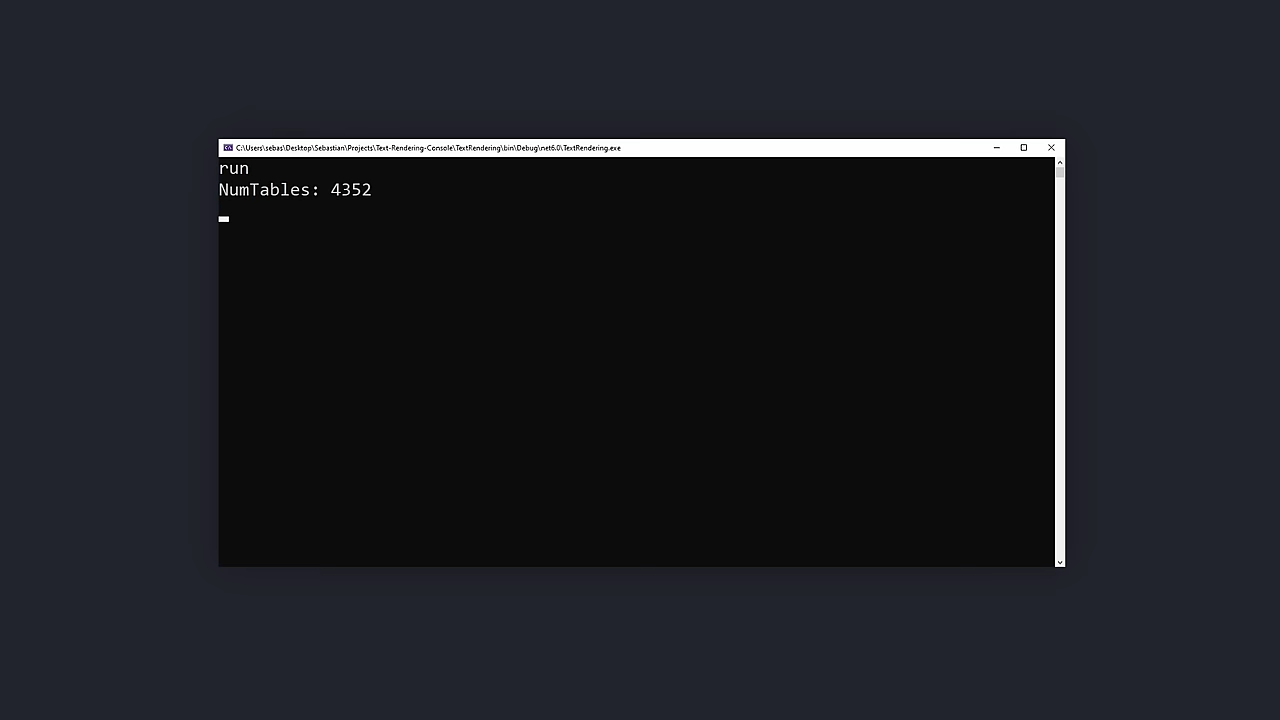 C:\Users\sebas\Desktop\Sebastian\Projects\Text-Rendering-Console\TextRendering\bin\Debug\net6.0\TextRendering.exe
run
NumTables: 4352